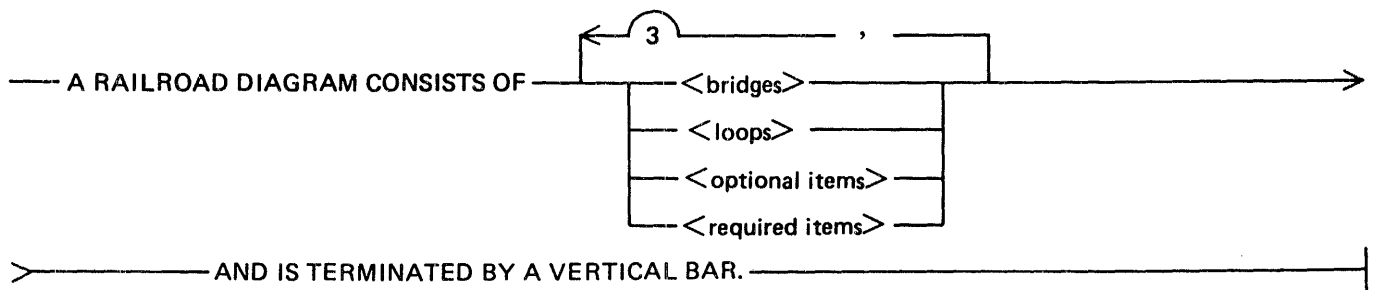 3 ,
A RAILROAD DIAGRAM CONSISTS OF <bridges>
<loops>
<optional items>
<required items>
AND IS TERMINATED BY A VERTICAL BAR.